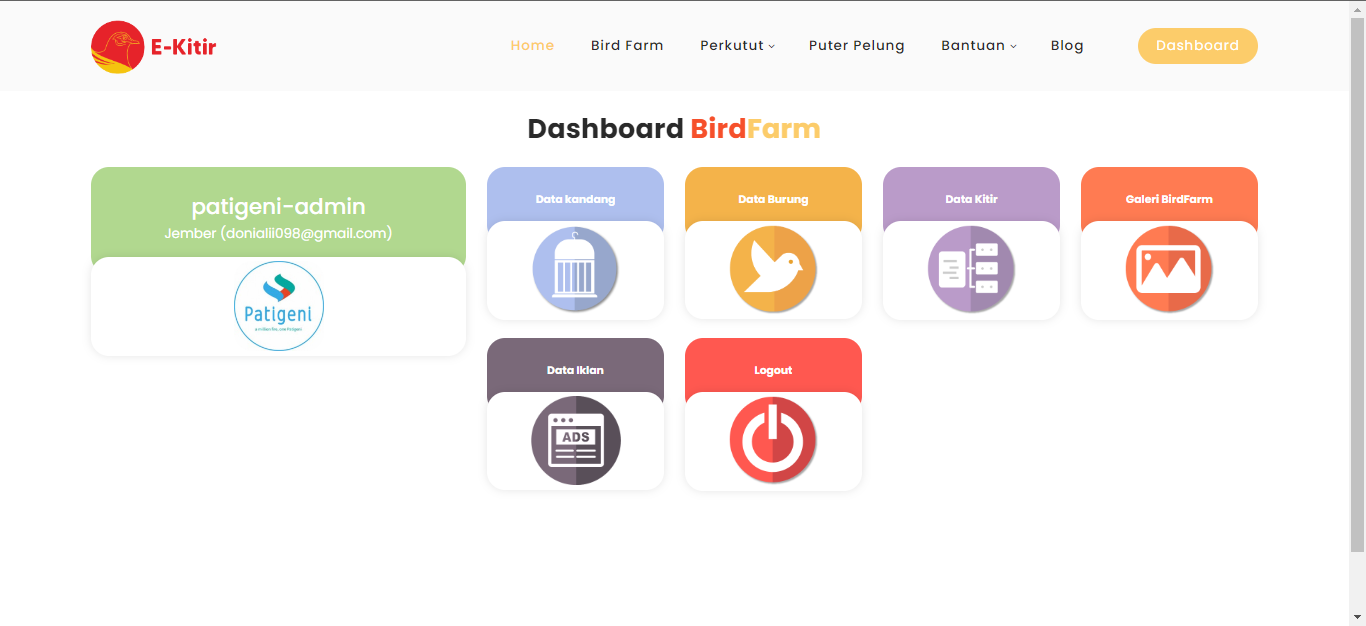 E-Kitir
Home
Bird Farm
Perkutut
Puter Pelung
Bantuan
Blog
Dashboard
Dashboard BirdFarm
patigeni-admin
Jember (donialii098@gmail.com)
Patigeni
Data kandang
Data Burung
Data Kitir
Galeri BirdFarm
Data Iklan
ADS
Logout